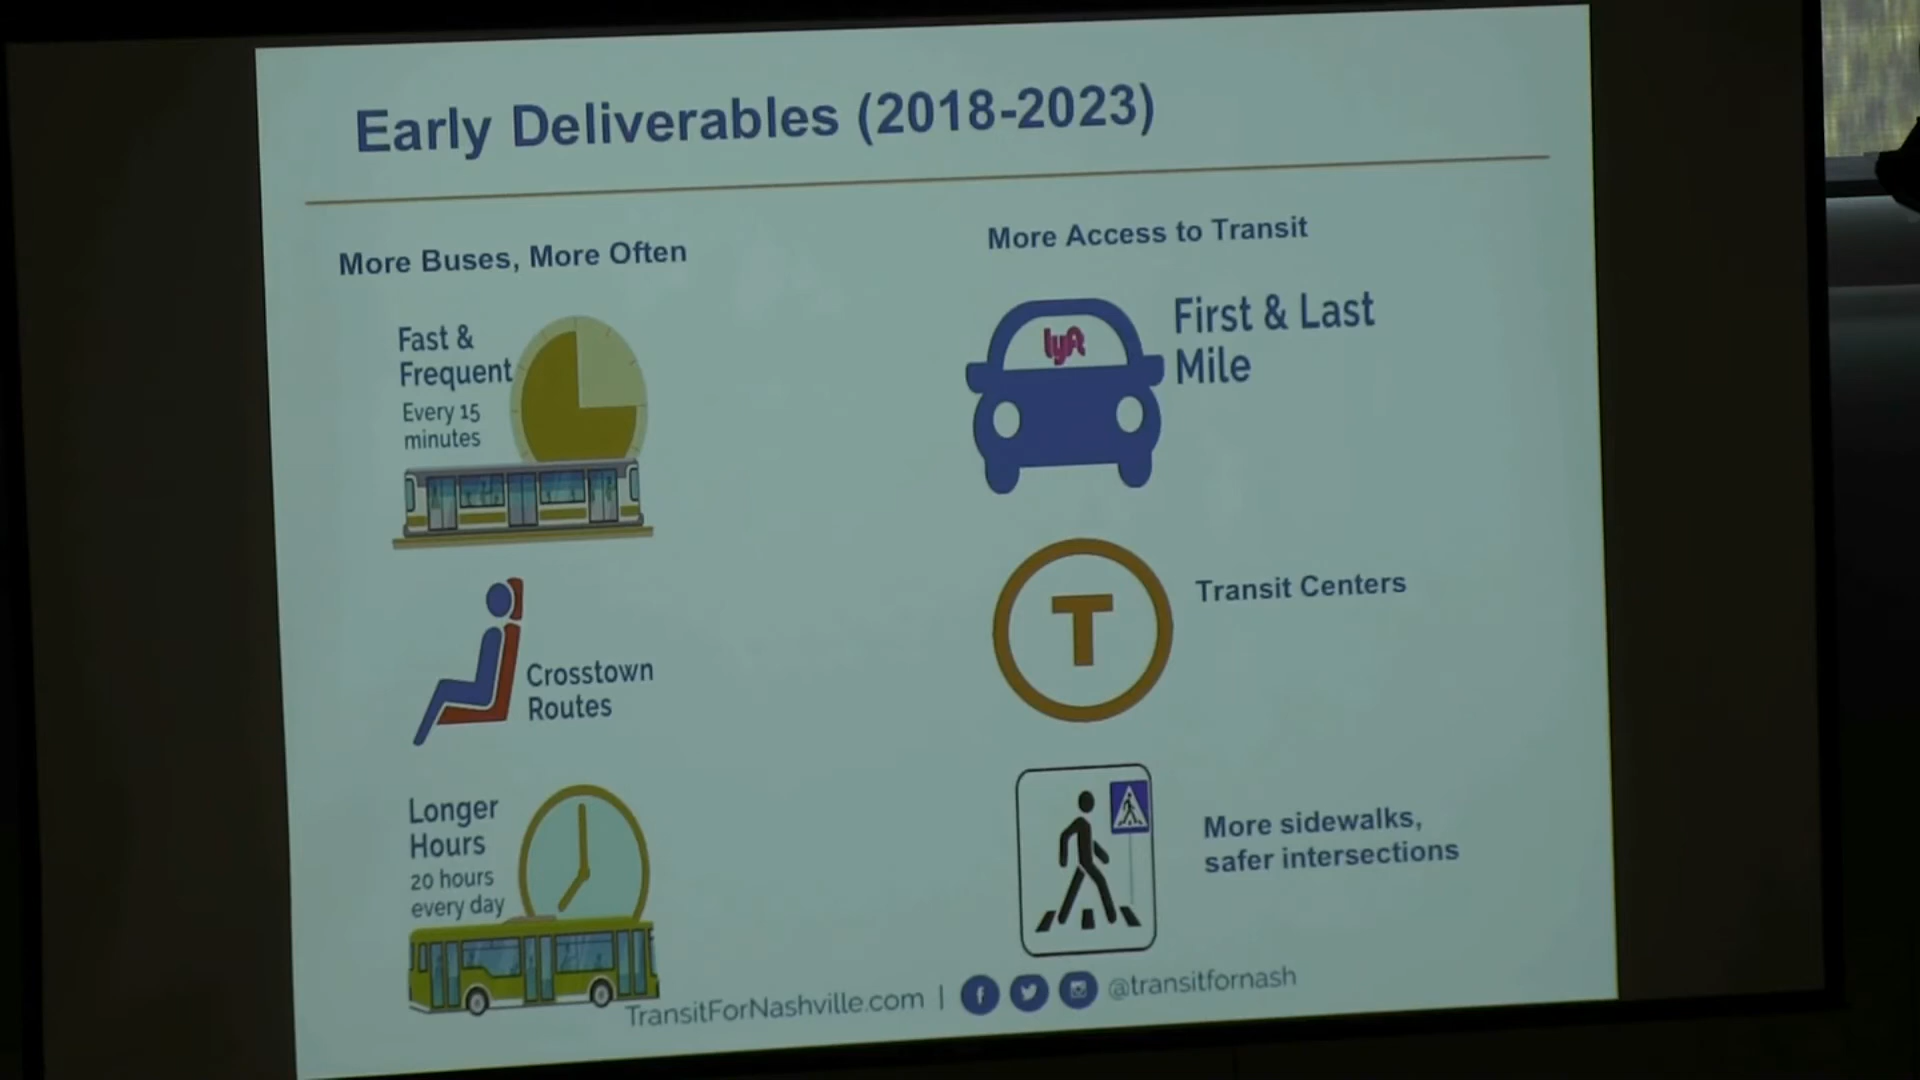 Early Deliverables (2018-2023)
More Buses, More Often
Fast &
Frequent
Every 15
minutes
Crosstown
Routes
Longer
Hours
20 hours
every day
More Access to Transit
lyft
First & Last
Mile
T
Transit Centers
More sidewalks,
safer intersections
TransitForNashville.com | f @transitfornash